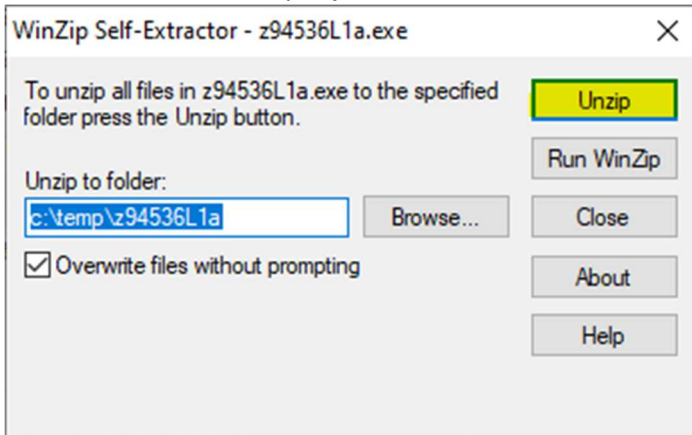 WinZip Self-Extractor - z94536L1a.exe
To unzip all files in z94536L1a.exe to the specified
folder press the Unzip button.
Unzip
Run WinZip
Unzip to folder:
c:\temp\z94536L1a
Browse...
Close
Overwrite files without prompting
About
Help